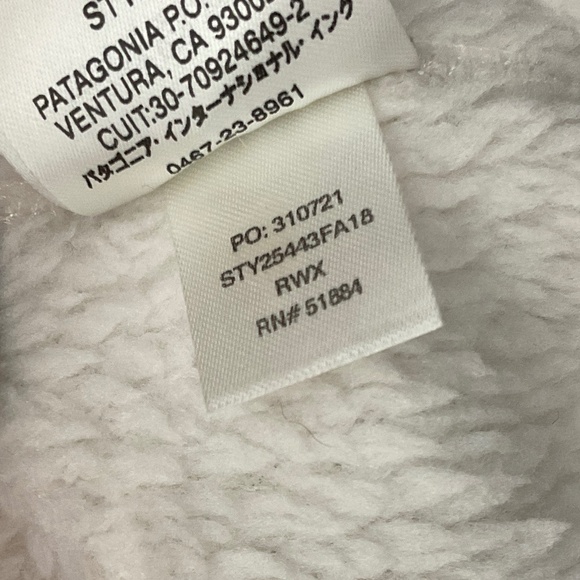 STY
PATAGONIA P.O.
VENTURA, CA 9300
CUIT:30-70924649-2
パタゴニア・インターナショナル・インク
0467-23-8961
PO: 310721
STY25443FA18
RWX
RN# 51884